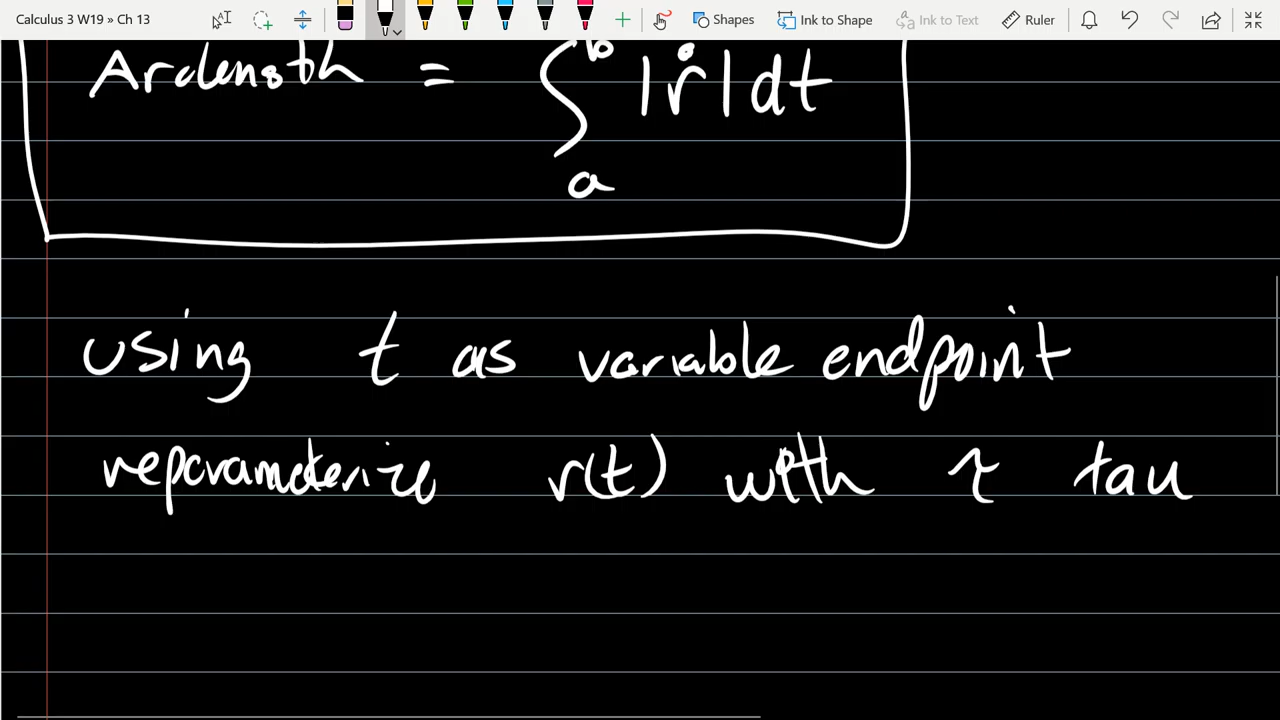 Calculus 3 W19 » Ch 13
Shapes Ink to Shape Ink to Text Ruler
Arclength = ∫ₐᵇ |ṙ| dt
using t as variable endpoint
reparameterize r(t) with τ tau